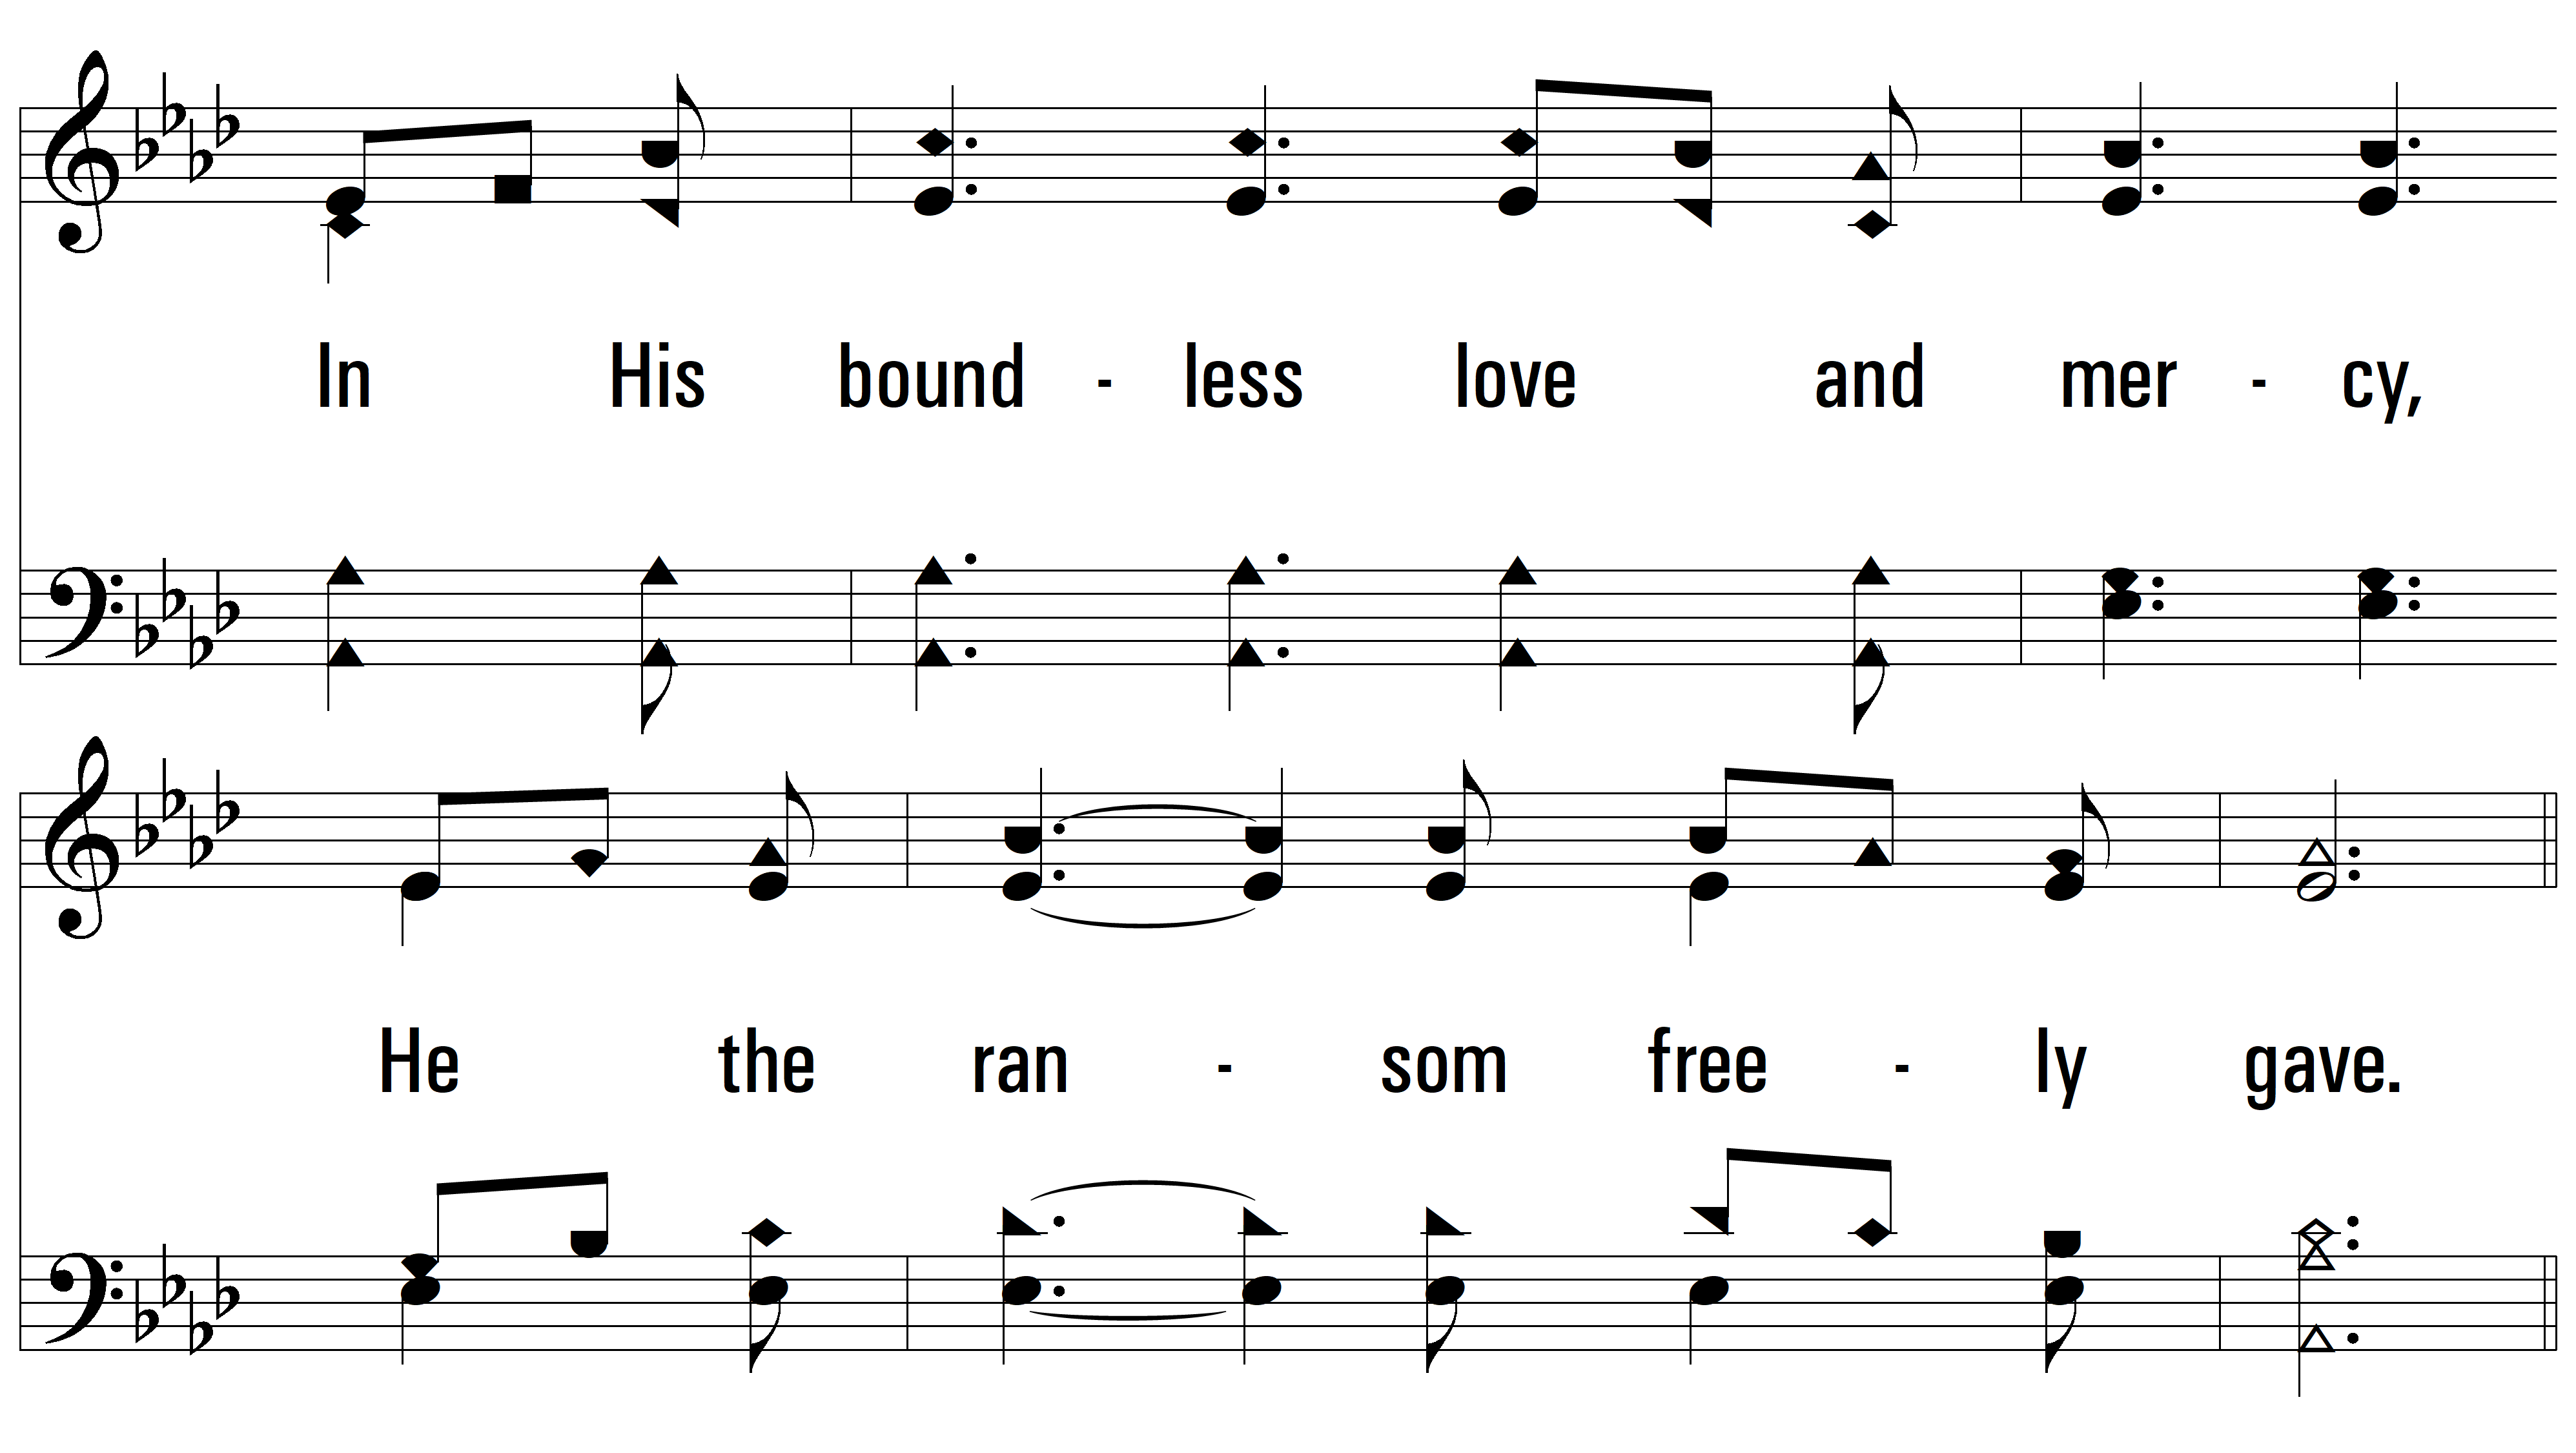 In His bound - less love and mer - cy,
He the ran - som free - ly gave.